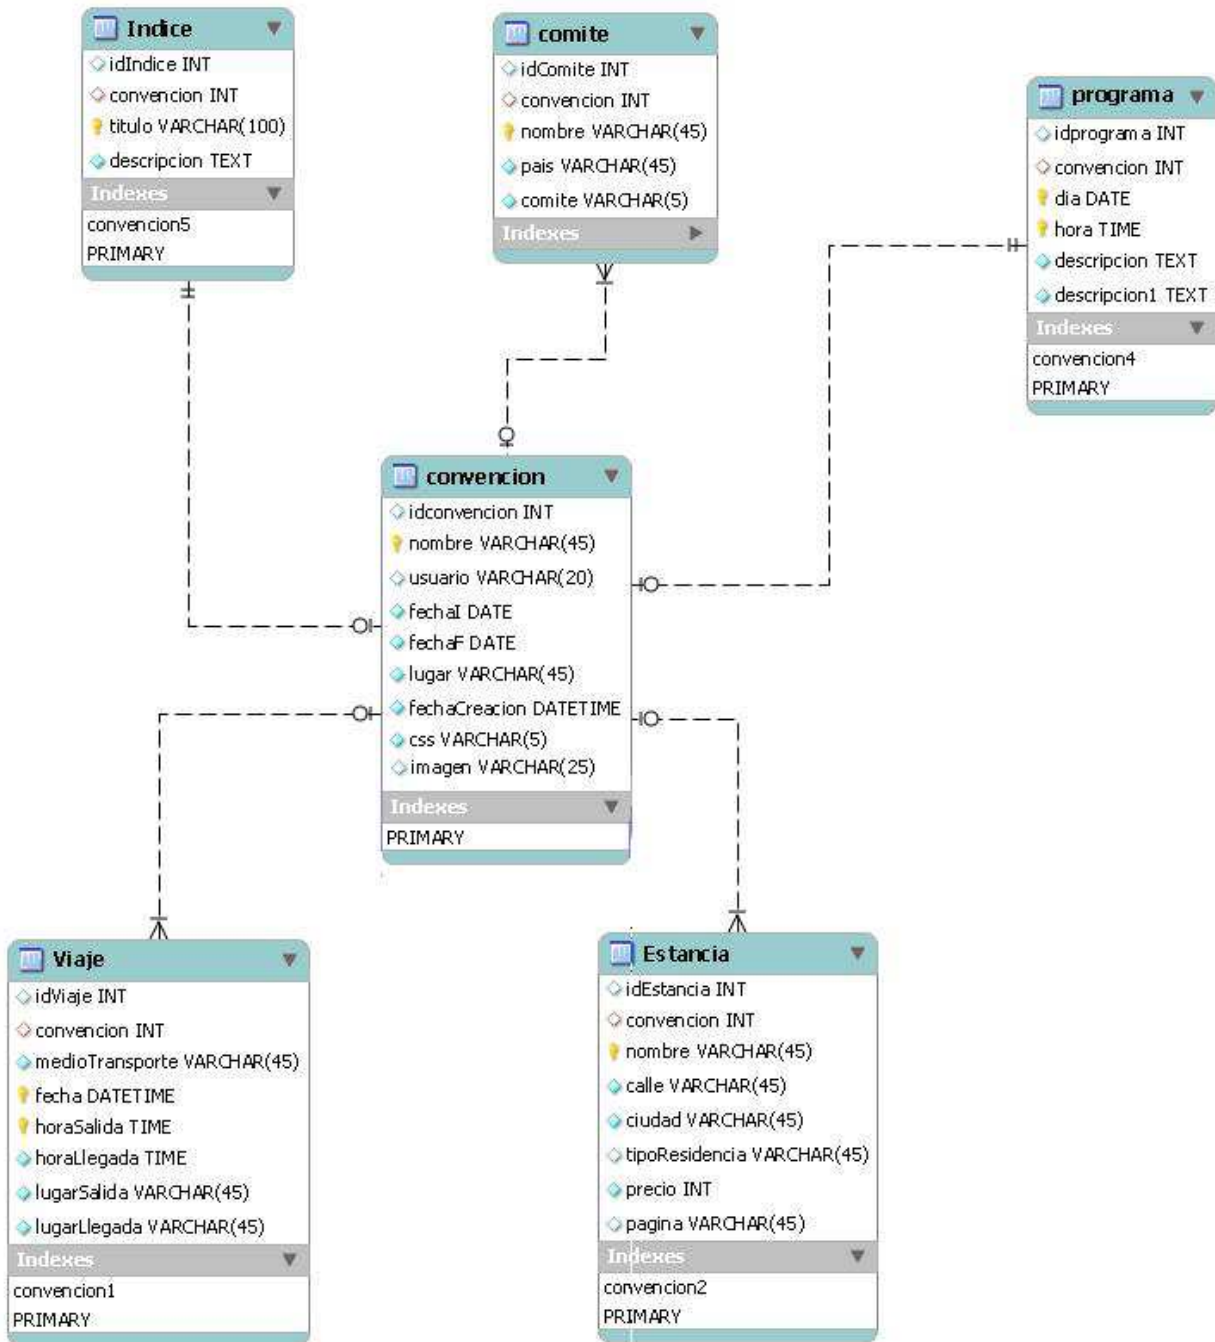 Indice
idIndice INT
convencion INT
titulo VARCHAR(100)
descripcion TEXT
Indexes
convencion5
PRIMARY
comite
idComite INT
convencion INT
nombre VARCHAR(45)
pais VARCHAR(45)
comite VARCHAR(5)
Indexes
programa
idprograma INT
convencion INT
dia DATE
hora TIME
descripcion TEXT
descripcion1 TEXT
Indexes
convencion4
PRIMARY
convencion
idconvencion INT
nombre VARCHAR(45)
usuario VARCHAR(20)
fechaI DATE
fechaF DATE
lugar VARCHAR(45)
fechaCreacion DATETIME
css VARCHAR(5)
imagen VARCHAR(25)
Indexes
PRIMARY
Viaje
idViaje INT
convencion INT
medioTransporte VARCHAR(45)
fecha DATETIME
horaSalida TIME
horaLlegada TIME
lugarSalida VARCHAR(45)
lugarLlegada VARCHAR(45)
Indexes
convencion1
PRIMARY
Estancia
idEstancia INT
convencion INT
nombre VARCHAR(45)
calle VARCHAR(45)
ciudad VARCHAR(45)
tipoResidencia VARCHAR(45)
precio INT
pagina VARCHAR(45)
Indexes
convencion2
PRIMARY